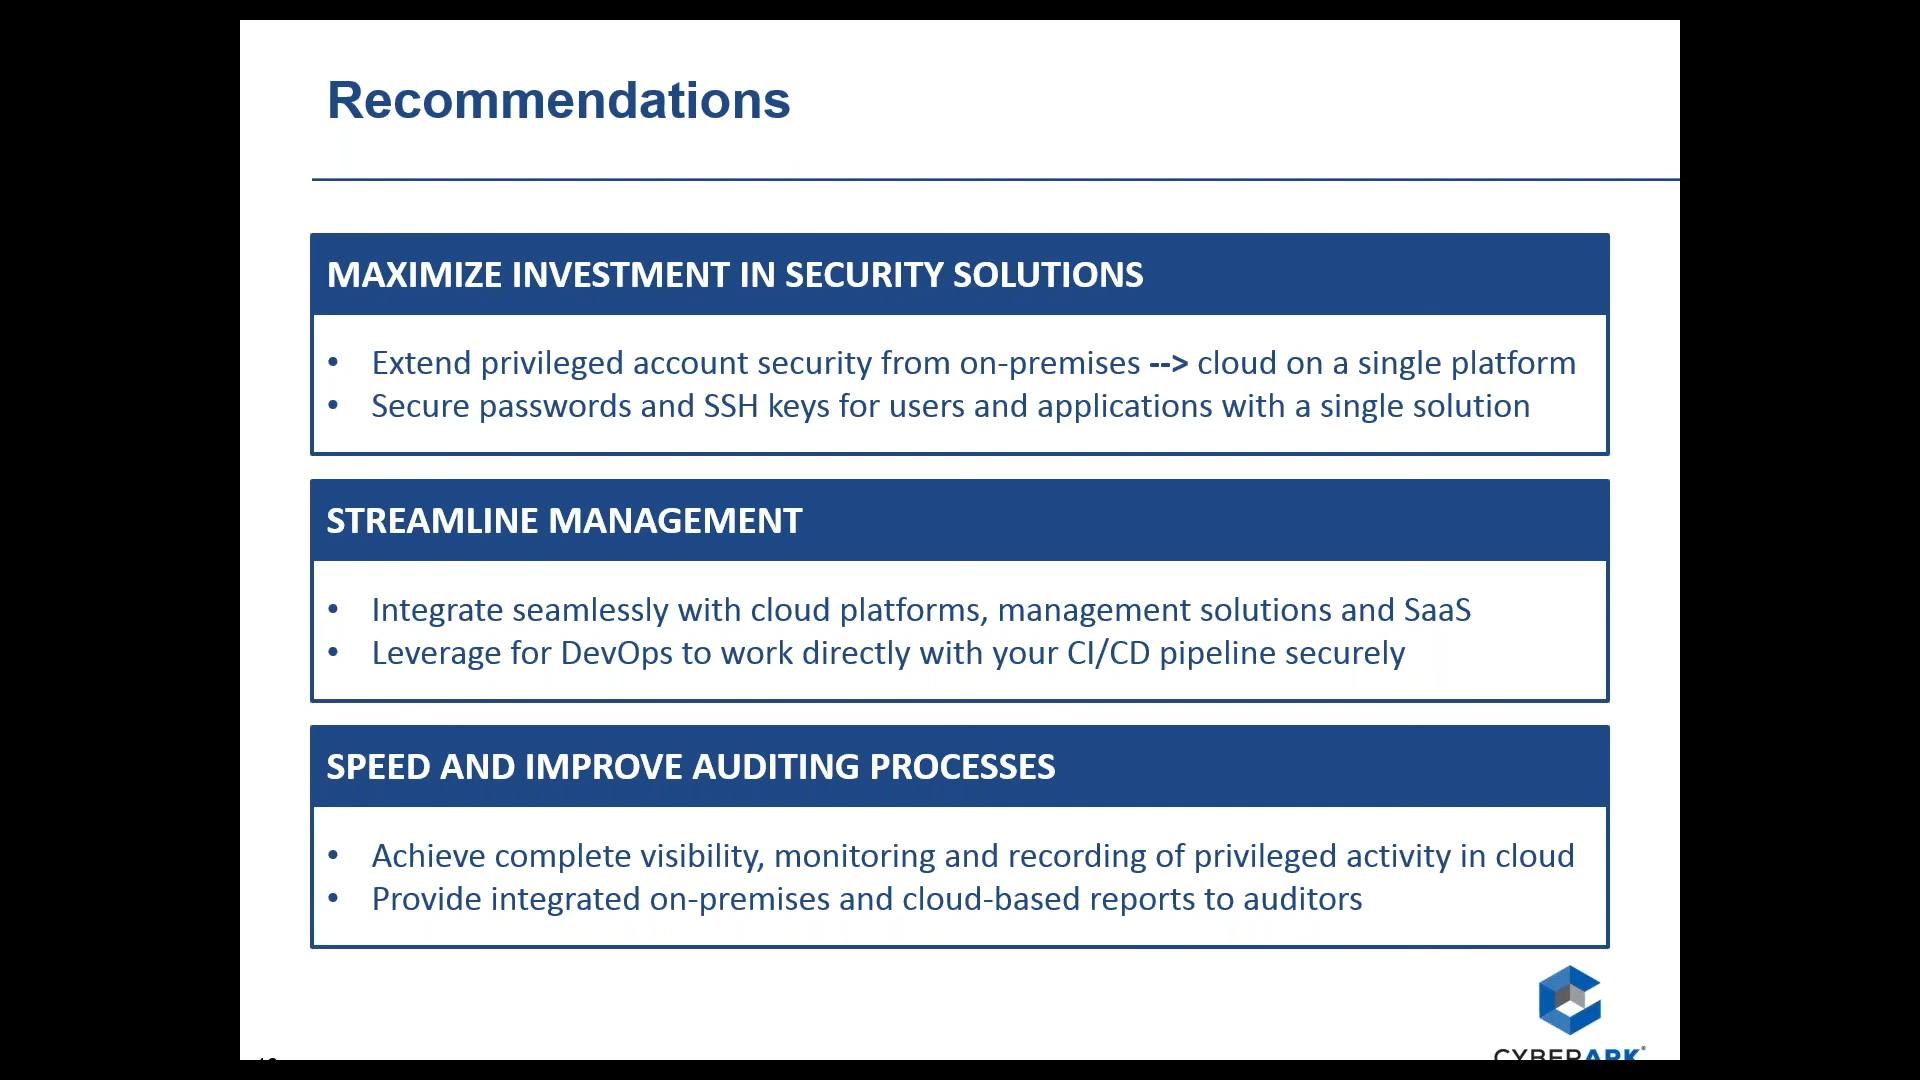 Recommendations
MAXIMIZE INVESTMENT IN SECURITY SOLUTIONS
• Extend privileged account security from on-premises --> cloud on a single platform
• Secure passwords and SSH keys for users and applications with a single solution
STREAMLINE MANAGEMENT
• Integrate seamlessly with cloud platforms, management solutions and SaaS
• Leverage for DevOps to work directly with your CI/CD pipeline securely
SPEED AND IMPROVE AUDITING PROCESSES
• Achieve complete visibility, monitoring and recording of privileged activity in cloud
• Provide integrated on-premises and cloud-based reports to auditors
CYBERARK®